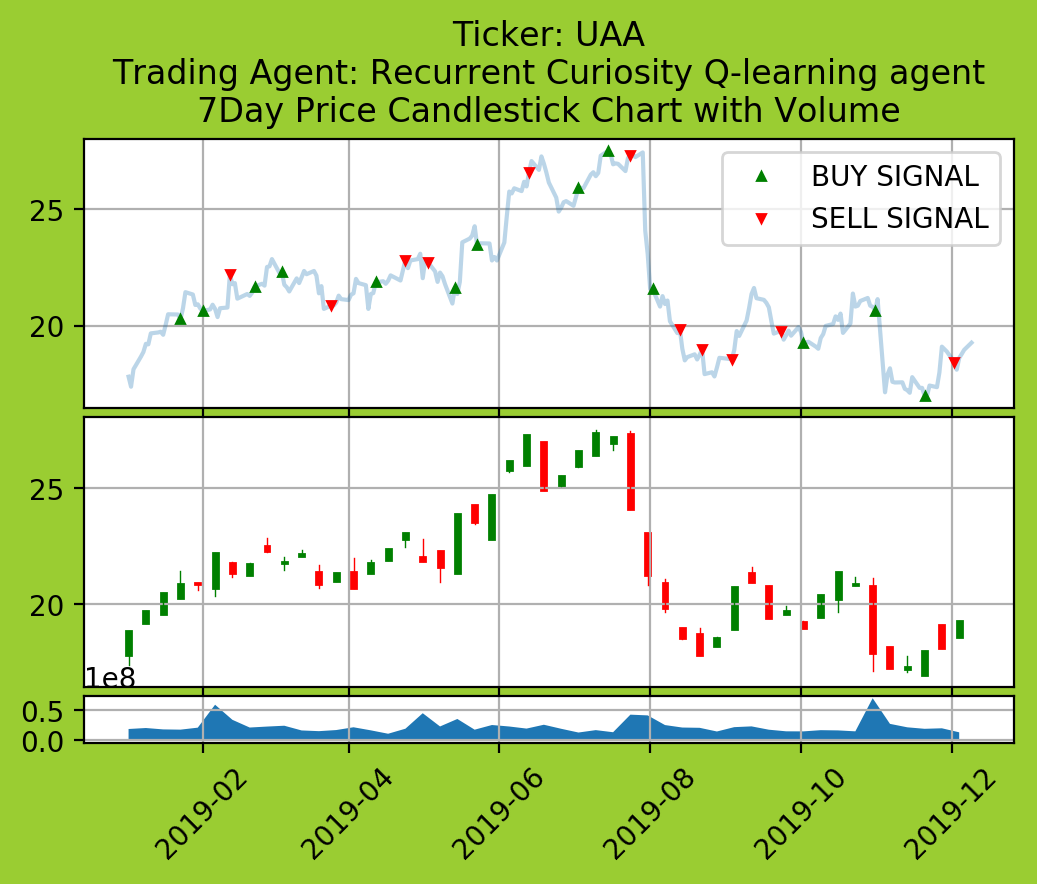 Ticker: UAA
Trading Agent: Recurrent Curiosity Q-learning agent
7Day Price Candlestick Chart with Volume
BUY SIGNAL
SELL SIGNAL
25
20
25
20
1e8
0.5
0.0
2019-02
2019-04
2019-06
2019-08
2019-10
2019-12